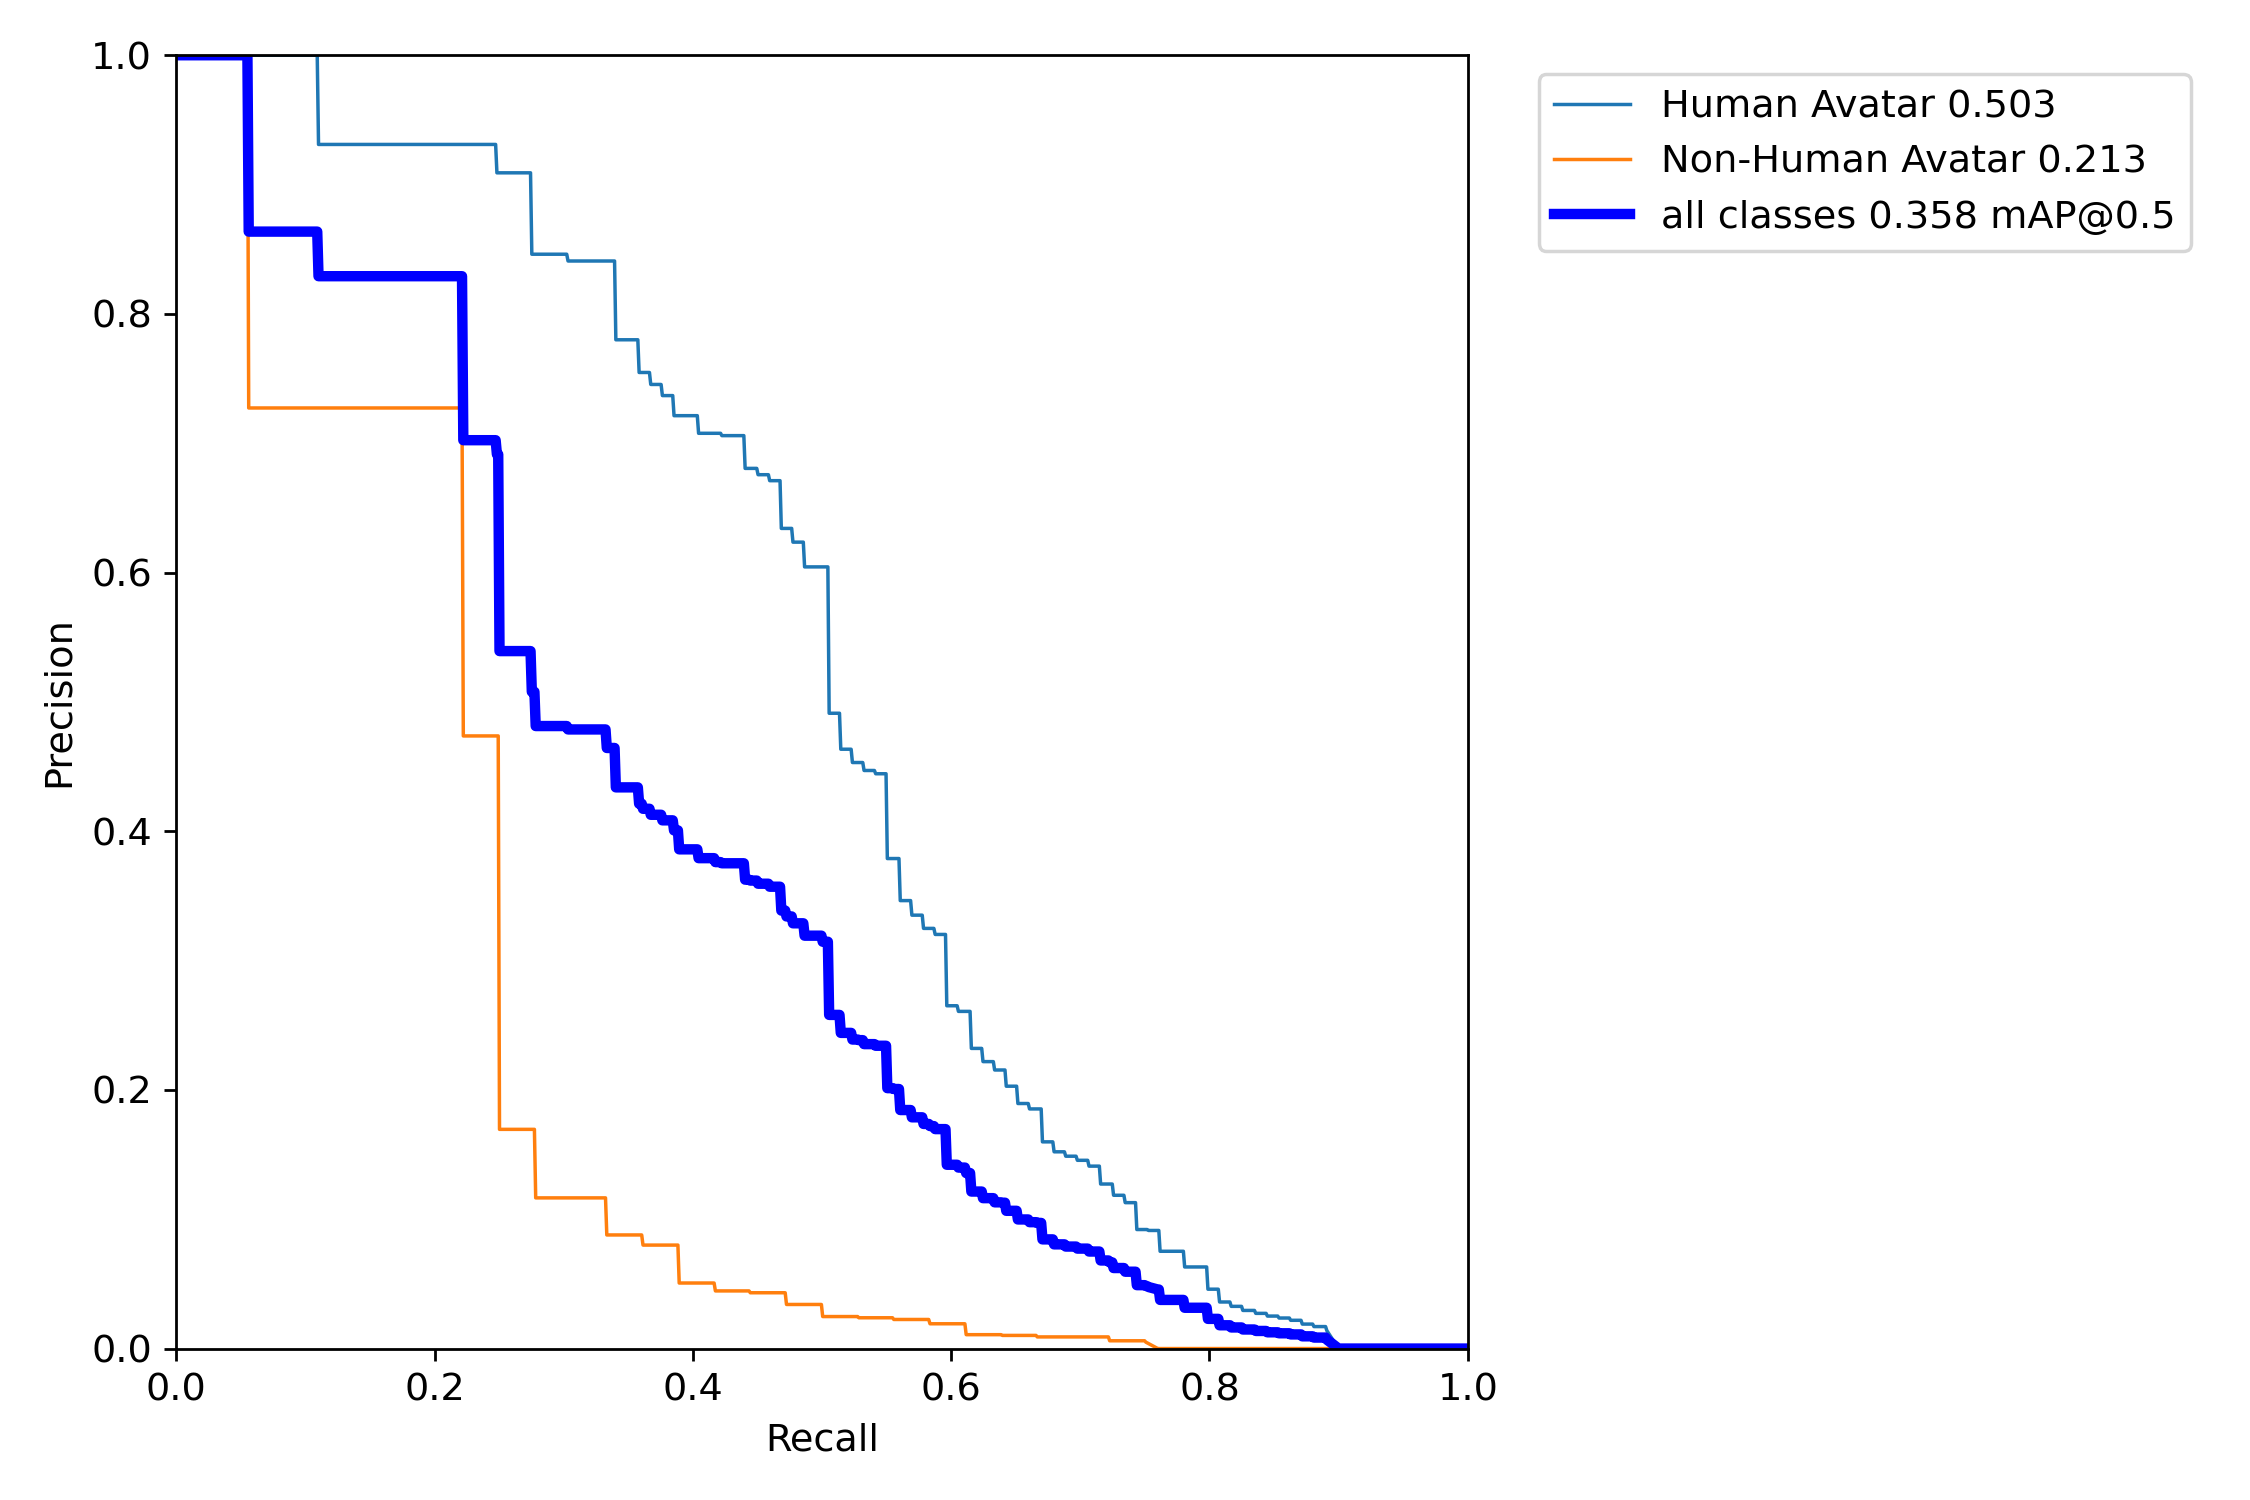 Human Avatar 0.503
Non-Human Avatar 0.213
all classes 0.358 mAP@0.5
1.0
0.8
0.6
0.4
0.2
0.0
Precision
0.0 0.2 0.4 0.6 0.8 1.0
Recall